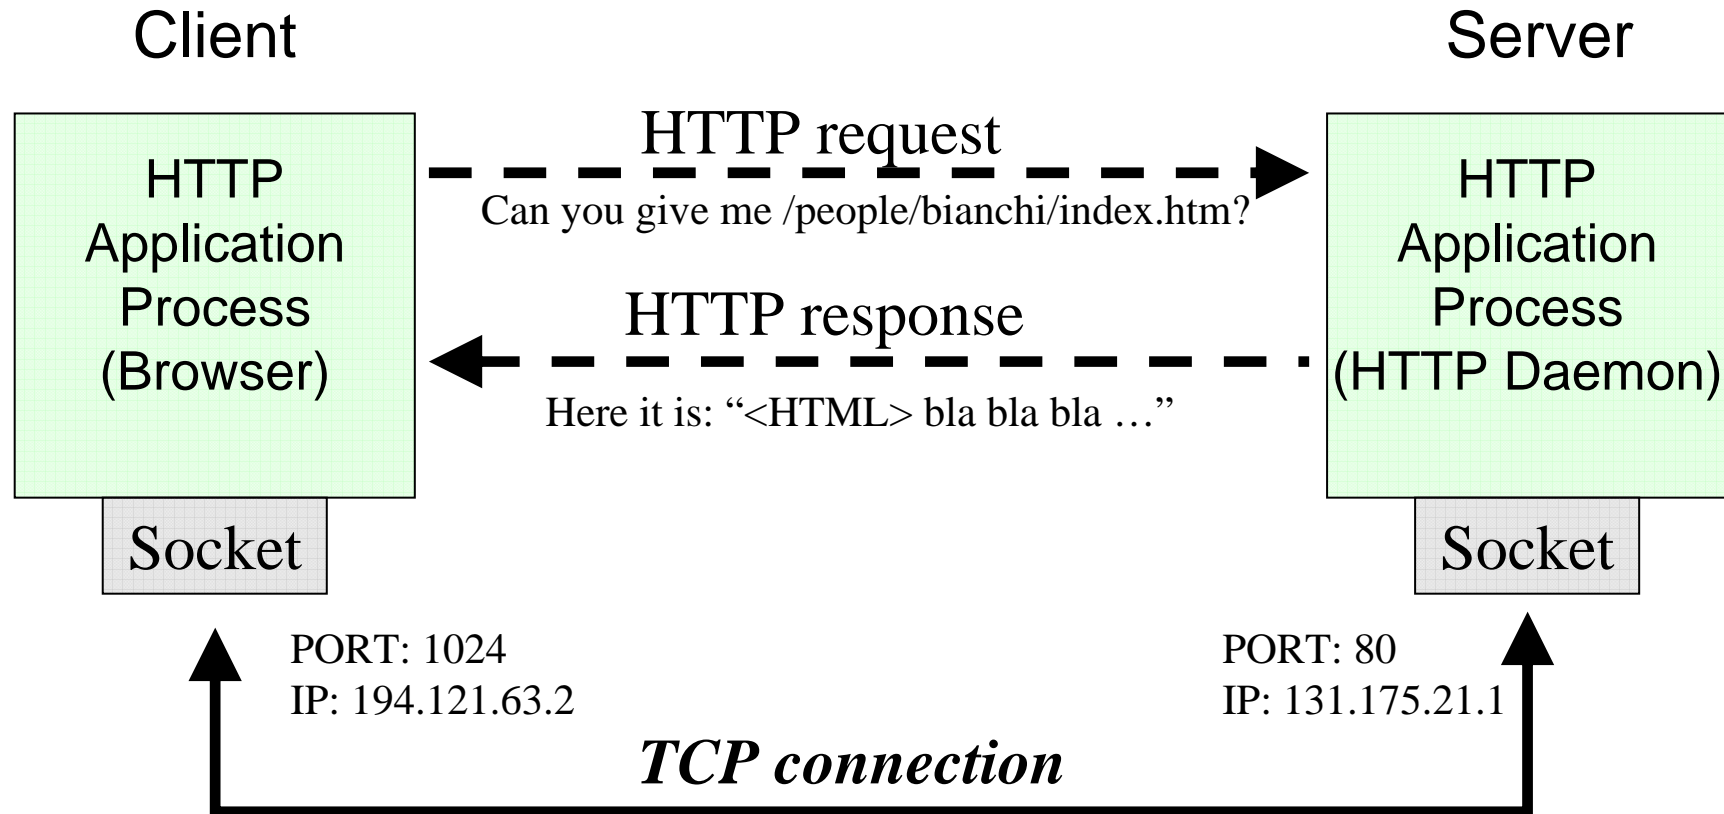 Client
Server
HTTP
Application
Process
(Browser)
HTTP request
Can you give me /people/bianchi/index.htm?
HTTP response
Here it is: “<HTML> bla bla bla …”
HTTP
Application
Process
(HTTP Daemon)
Socket
Socket
PORT: 1024
IP: 194.121.63.2
PORT: 80
IP: 131.175.21.1
TCP connection